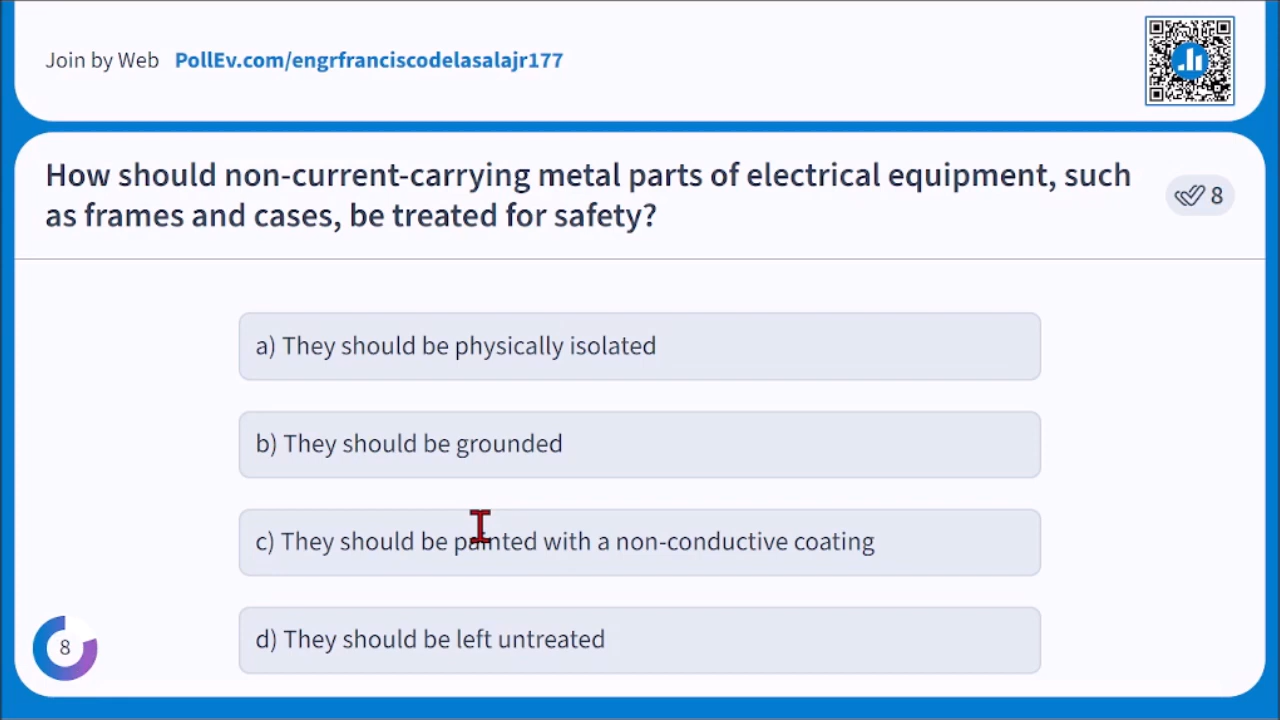 Join by Web PollEv.com/engrfranciscodelasalajr177
How should non-current-carrying metal parts of electrical equipment, such
as frames and cases, be treated for safety?
8
a) They should be physically isolated
b) They should be grounded
c) They should be painted with a non-conductive coating
d) They should be left untreated
8